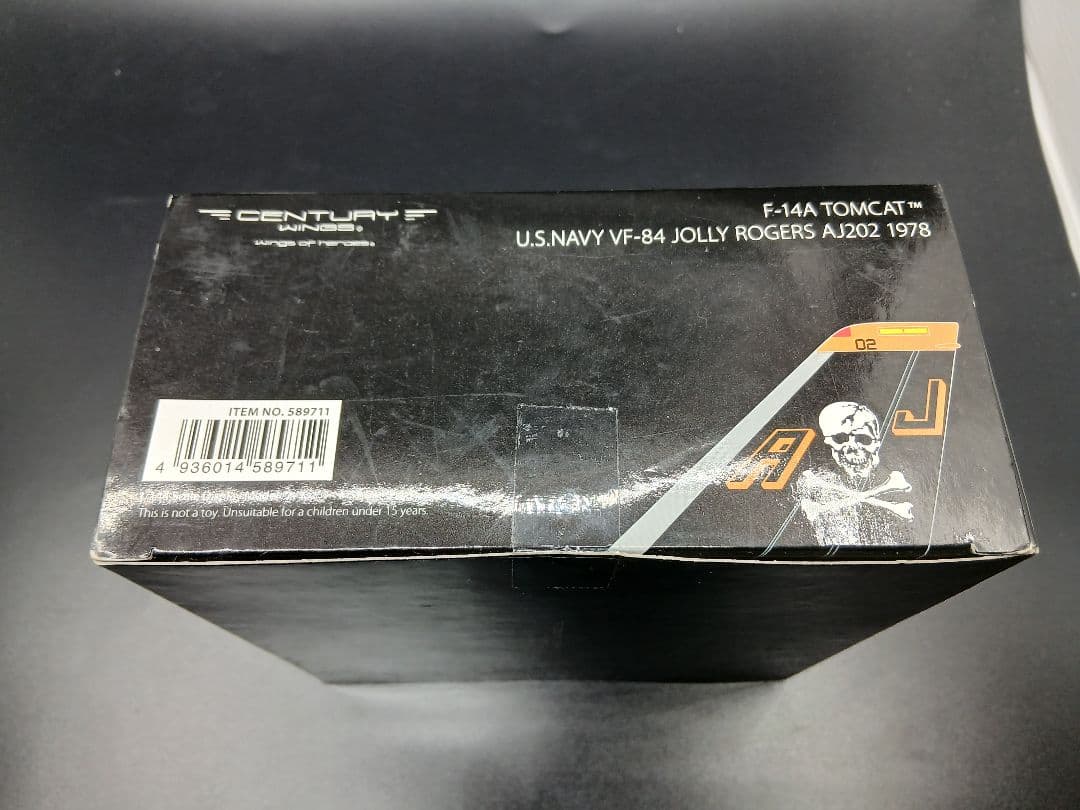 CENTURY
WINGS®
wings of heroes®
F-14A TOMCAT™
U.S.NAVY VF-84 JOLLY ROGERS AJ202 1978
02
A J
ITEM NO. 589711
4 936014 589711
This is not a toy. Unsuitable for a children under 15 years.